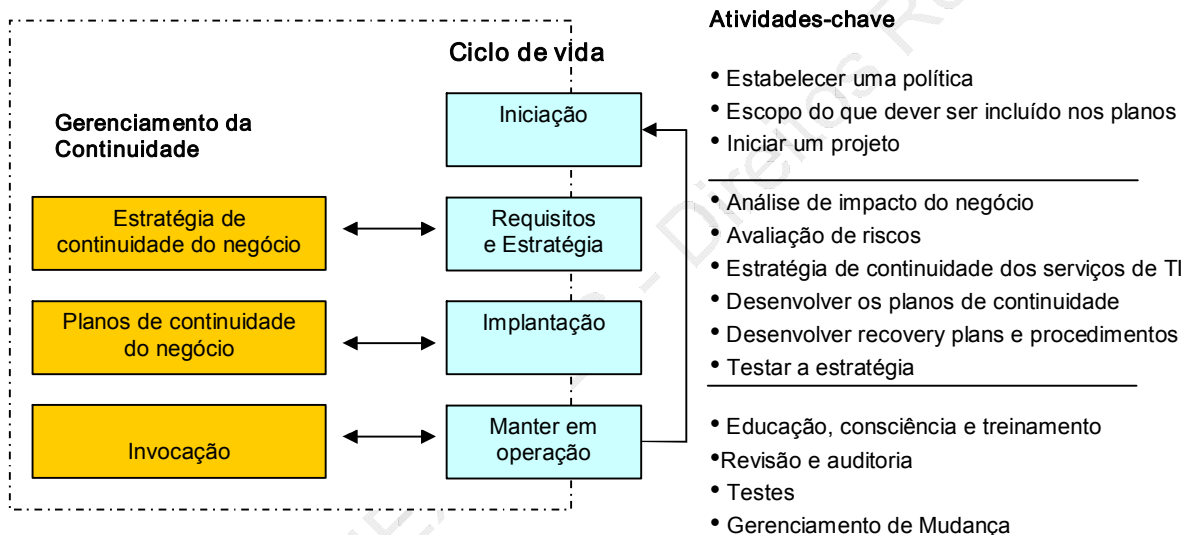 Atividades-chave
Ciclo de vida
Gerenciamento da
Continuidade
Iniciação
• Estabelecer uma política
• Escopo do que dever ser incluído nos planos
• Iniciar um projeto
Estratégia de
continuidade do negócio
Requisitos
e Estratégia
• Análise de impacto do negócio
• Avaliação de riscos
• Estratégia de continuidade dos serviços de TI
• Desenvolver os planos de continuidade
• Desenvolver recovery plans e procedimentos
• Testar a estratégia
Planos de continuidade
do negócio
Implantação
Invocação
Manter em
operação
• Educação, consciência e treinamento
•Revisão e auditoria
• Testes
• Gerenciamento de Mudança
- Direitos